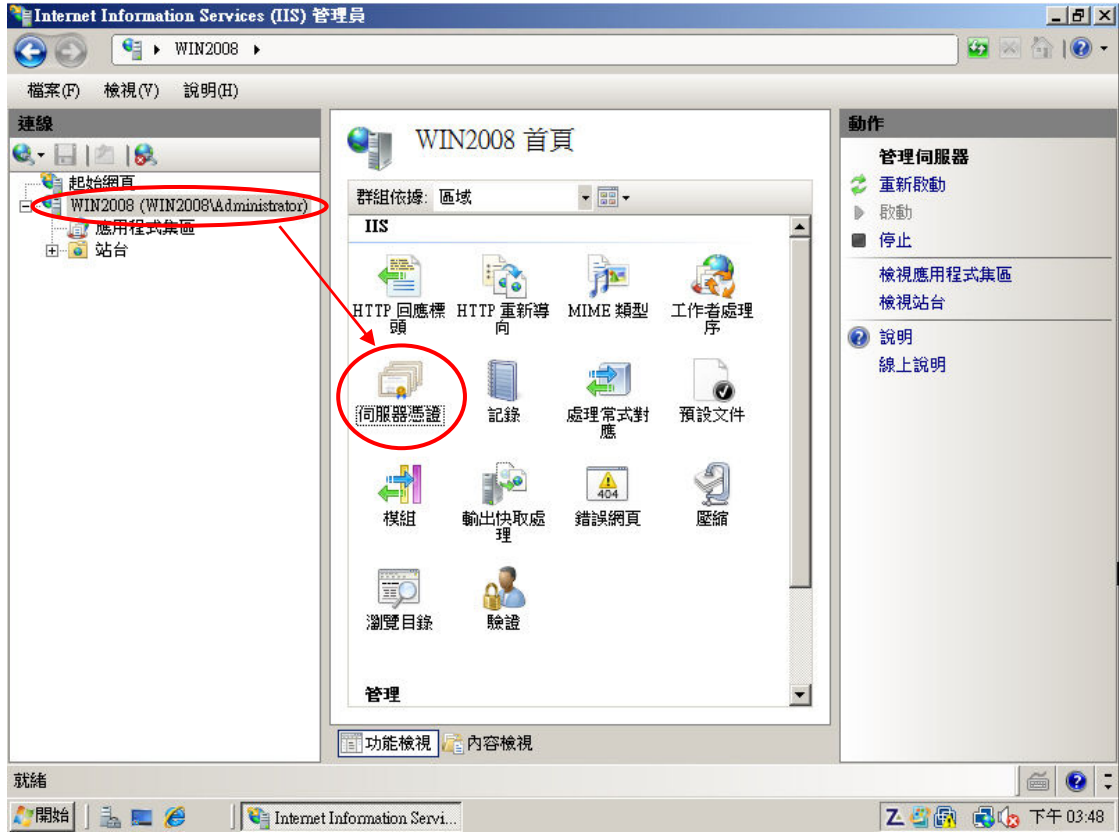 Internet Information Services (IIS) 管理員
WIN2008
檔案(F) 檢視(V) 說明(H)
連線
起始網頁
WIN2008 (WIN2008\Administrator)
應用程式集區
站台
WIN2008 首頁
群組依據: 區域
IIS
HTTP 回應標頭
HTTP 重新導向
MIME 類型
工作者處理序
伺服器憑證
記錄
處理常式對應
預設文件
模組
輸出快取處理
404
錯誤網頁
壓縮
瀏覽目錄
驗證
管理
功能檢視
內容檢視
動作
管理伺服器
重新啟動
啟動
停止
檢視應用程式集區
檢視站台
說明
線上說明
就緒
開始
Internet Information Servi...
下午 03:48